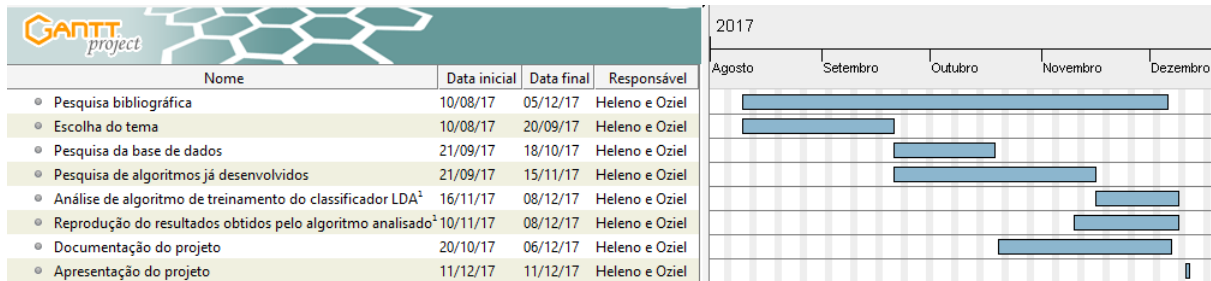 GANTT
project
2017
Agosto Setembro Outubro Novembro Dezembro
Nome Data inicial Data final Responsável
Pesquisa bibliográfica 10/08/17 05/12/17 Heleno e Oziel
Escolha do tema 10/08/17 20/09/17 Heleno e Oziel
Pesquisa da base de dados 21/09/17 18/10/17 Heleno e Oziel
Pesquisa de algoritmos já desenvolvidos 21/09/17 15/11/17 Heleno e Oziel
Análise de algoritmo de treinamento do classificador LDA¹ 16/11/17 08/12/17 Heleno e Oziel
Reprodução do resultados obtidos pelo algoritmo analisado¹ 10/11/17 08/12/17 Heleno e Oziel
Documentação do projeto 20/10/17 06/12/17 Heleno e Oziel
Apresentação do projeto 11/12/17 11/12/17 Heleno e Oziel